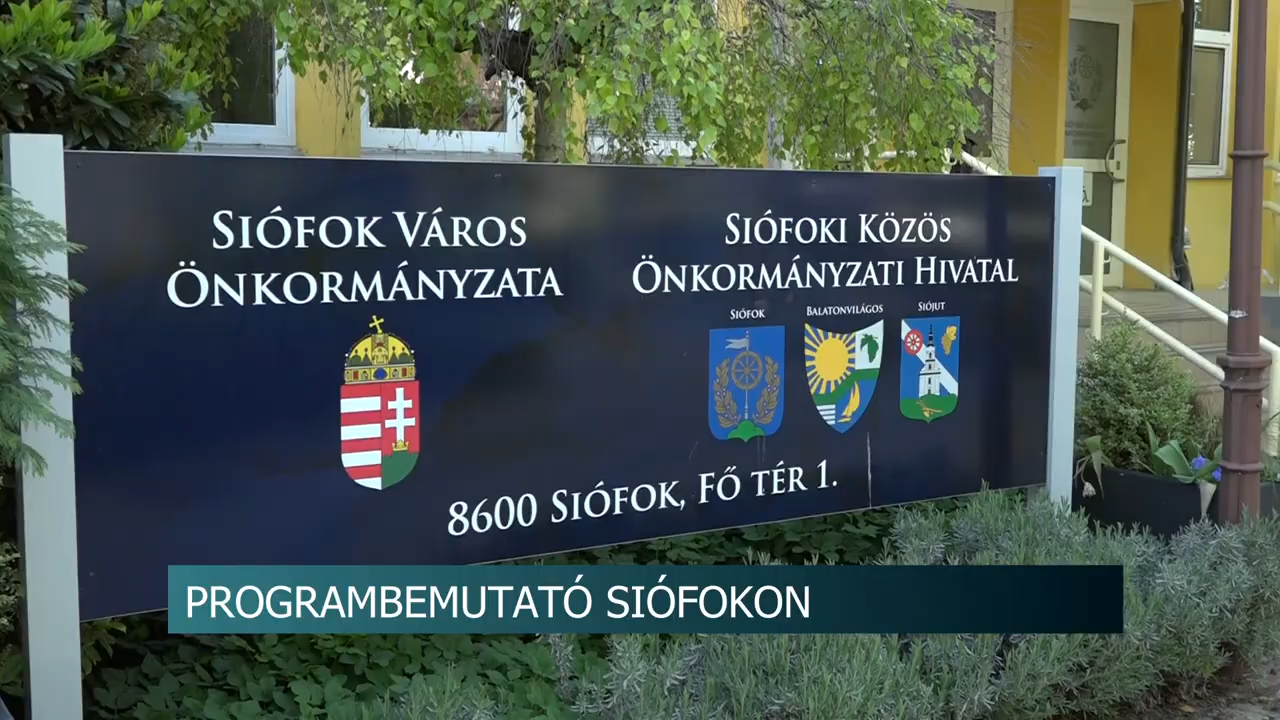 SIÓFOK VÁROS
ÖNKORMÁNYZATA
SIÓFOKI KÖZÖS
ÖNKORMÁNYZATI HIVATAL
SIÓFOK
BALATONVILÁGOS
SIÓJUT
8600 SIÓFOK, FŐ TÉR 1.
PROGRAMBEMUTATÓ SIÓFOKON